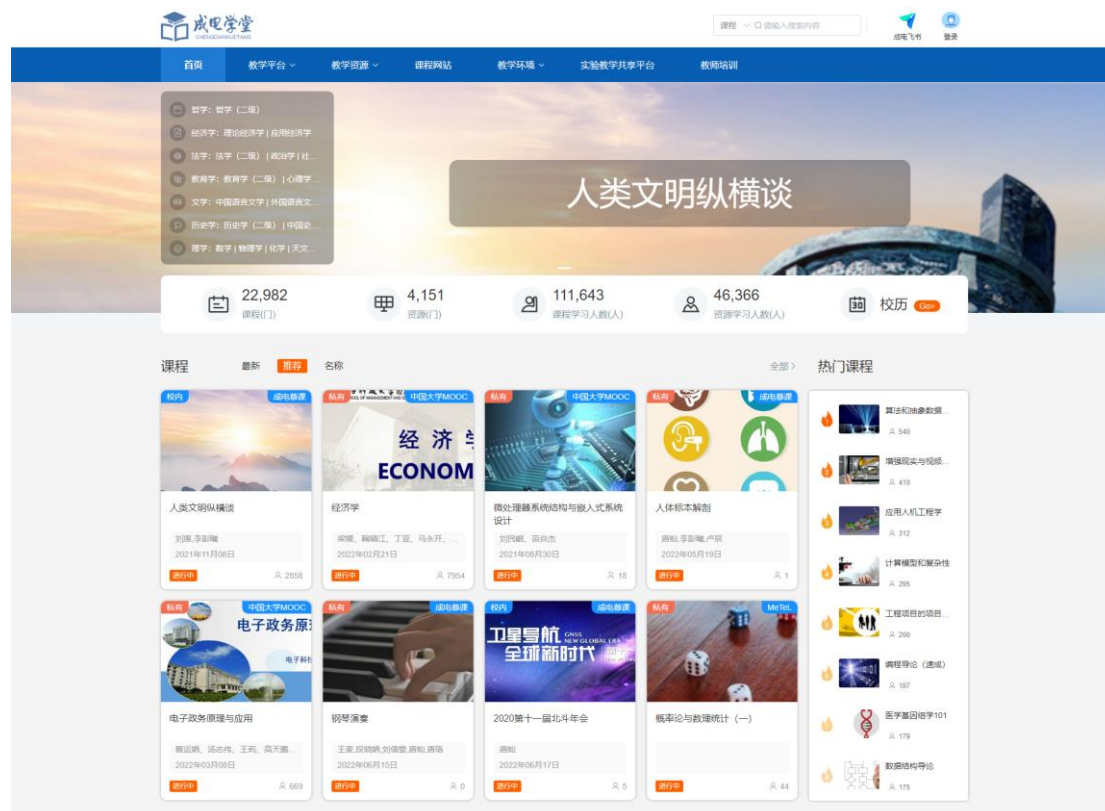 成电学堂
CHENGDIANXUETANG
课程
请输入搜索内容
成电飞书
登录
首页
教学平台
教学资源
课程网站
教学环境
实验教学共享平台
教师培训
哲学：哲学（二级）
经济学：理论经济学 | 应用经济学
法学：法学（二级） | 政治学 | 社...
教育学：教育学（二级） | 心理学...
文学：中国语言文学 | 外国语言文...
历史学：历史学（二级） | 中国史...
理学：数学 | 物理学 | 化学 | 天文...
人类文明纵横谈
22,982
课程(门)
4,151
资源(门)
111,643
课程学习人数(人)
46,366
资源学习人数(人)
30
校历
Go>
课程
最新
推荐
名称
全部>
校内
成电慕课
人类文明纵横谈
2021年11月08日
进行中
2858
私有
中国大学MOOC
经济学
ECONOM
经济学
2022年02月21日
进行中
7954
私有
中国大学MOOC
微处理器系统结构与嵌入式系统
设计
2021年08月30日
进行中
18
私有
成电慕课
人体标本解剖
2022年05月19日
进行中
1
私有
中国大学MOOC
电子政务原理
电子科技
电子政务原理与应用
2022年03月08日
进行中
669
私有
成电慕课
钢琴演奏
2022年06月15日
进行中
0
校内
成电慕课
卫星导航
GNSS
NEW GLOBAL ERA
全球新时代
2020第十一届北斗年会
2022年06月17日
进行中
5
私有
MeTeL
概率论与数理统计（一）
进行中
44
热门课程
算法和抽象数据...
540
增强现实与视频...
410
应用人机工程学
312
计算模型和复杂性
295
工程项目的项目...
200
编程导论（速成）
187
医学基因组学101
179
数据结构导论
175